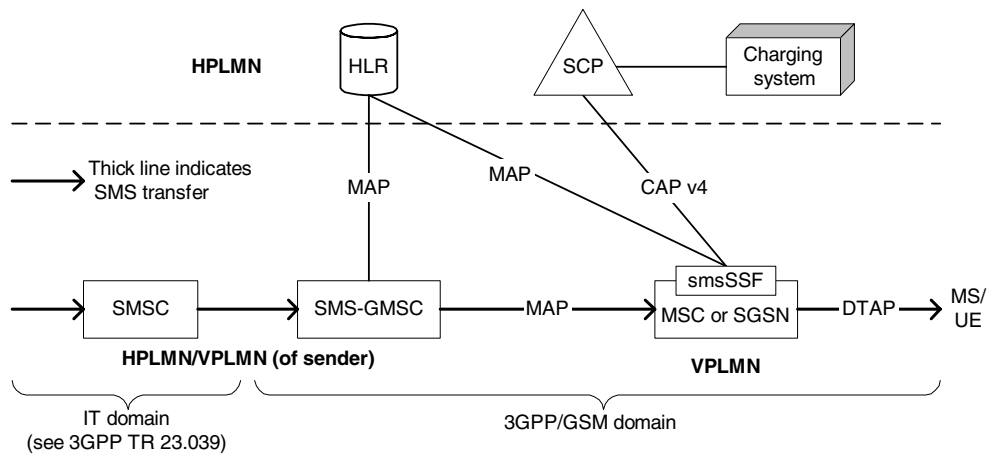 HPLMN
HLR
SCP
Charging
system
Thick line indicates
SMS transfer
MAP
MAP
CAP v4
SMSC
SMS-GMSC
MAP
smsSSF
MSC or SGSN
DTAP
MS/
UE
HPLMN/VPLMN (of sender)
VPLMN
IT domain
(see 3GPP TR 23.039)
3GPP/GSM domain